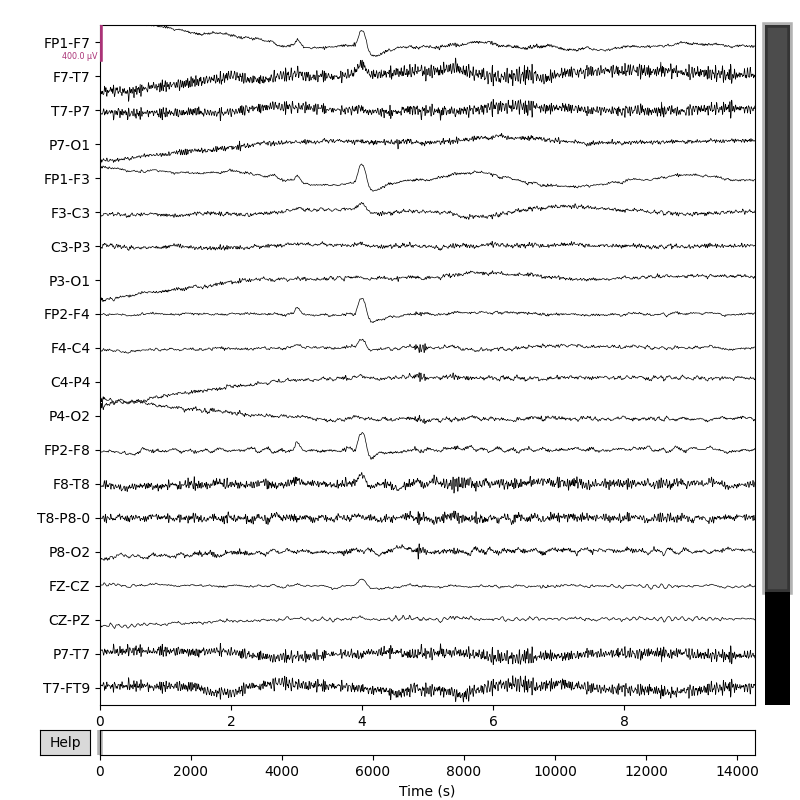 FP1-F7
400.0 µV
F7-T7
T7-P7
P7-O1
FP1-F3
F3-C3
C3-P3
P3-O1
FP2-F4
F4-C4
C4-P4
P4-O2
FP2-F8
F8-T8
T8-P8-0
P8-O2
FZ-CZ
CZ-PZ
P7-T7
T7-FT9
0 2 4 6 8
Help
0 2000 4000 6000 8000 10000 12000 14000
Time (s)